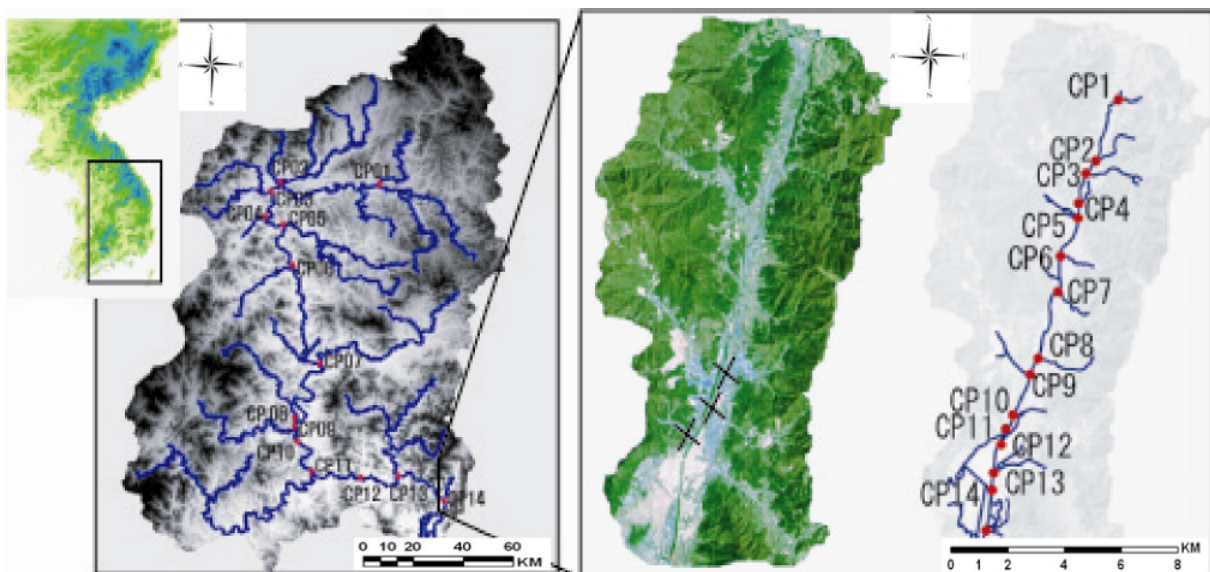 N
W E
S
N
W E
S
CP02
CP01
CP03
CP04
CP05
CP06
CP07
CP08
CP09
CP10
CP11
CP12
CP13
CP14
0 10 20 40 60
KM
CP1
CP2
CP3
CP4
CP5
CP6
CP7
CP8
CP9
CP10
CP11
CP12
CP13
CP14
0 1 2 4 6 8
KM